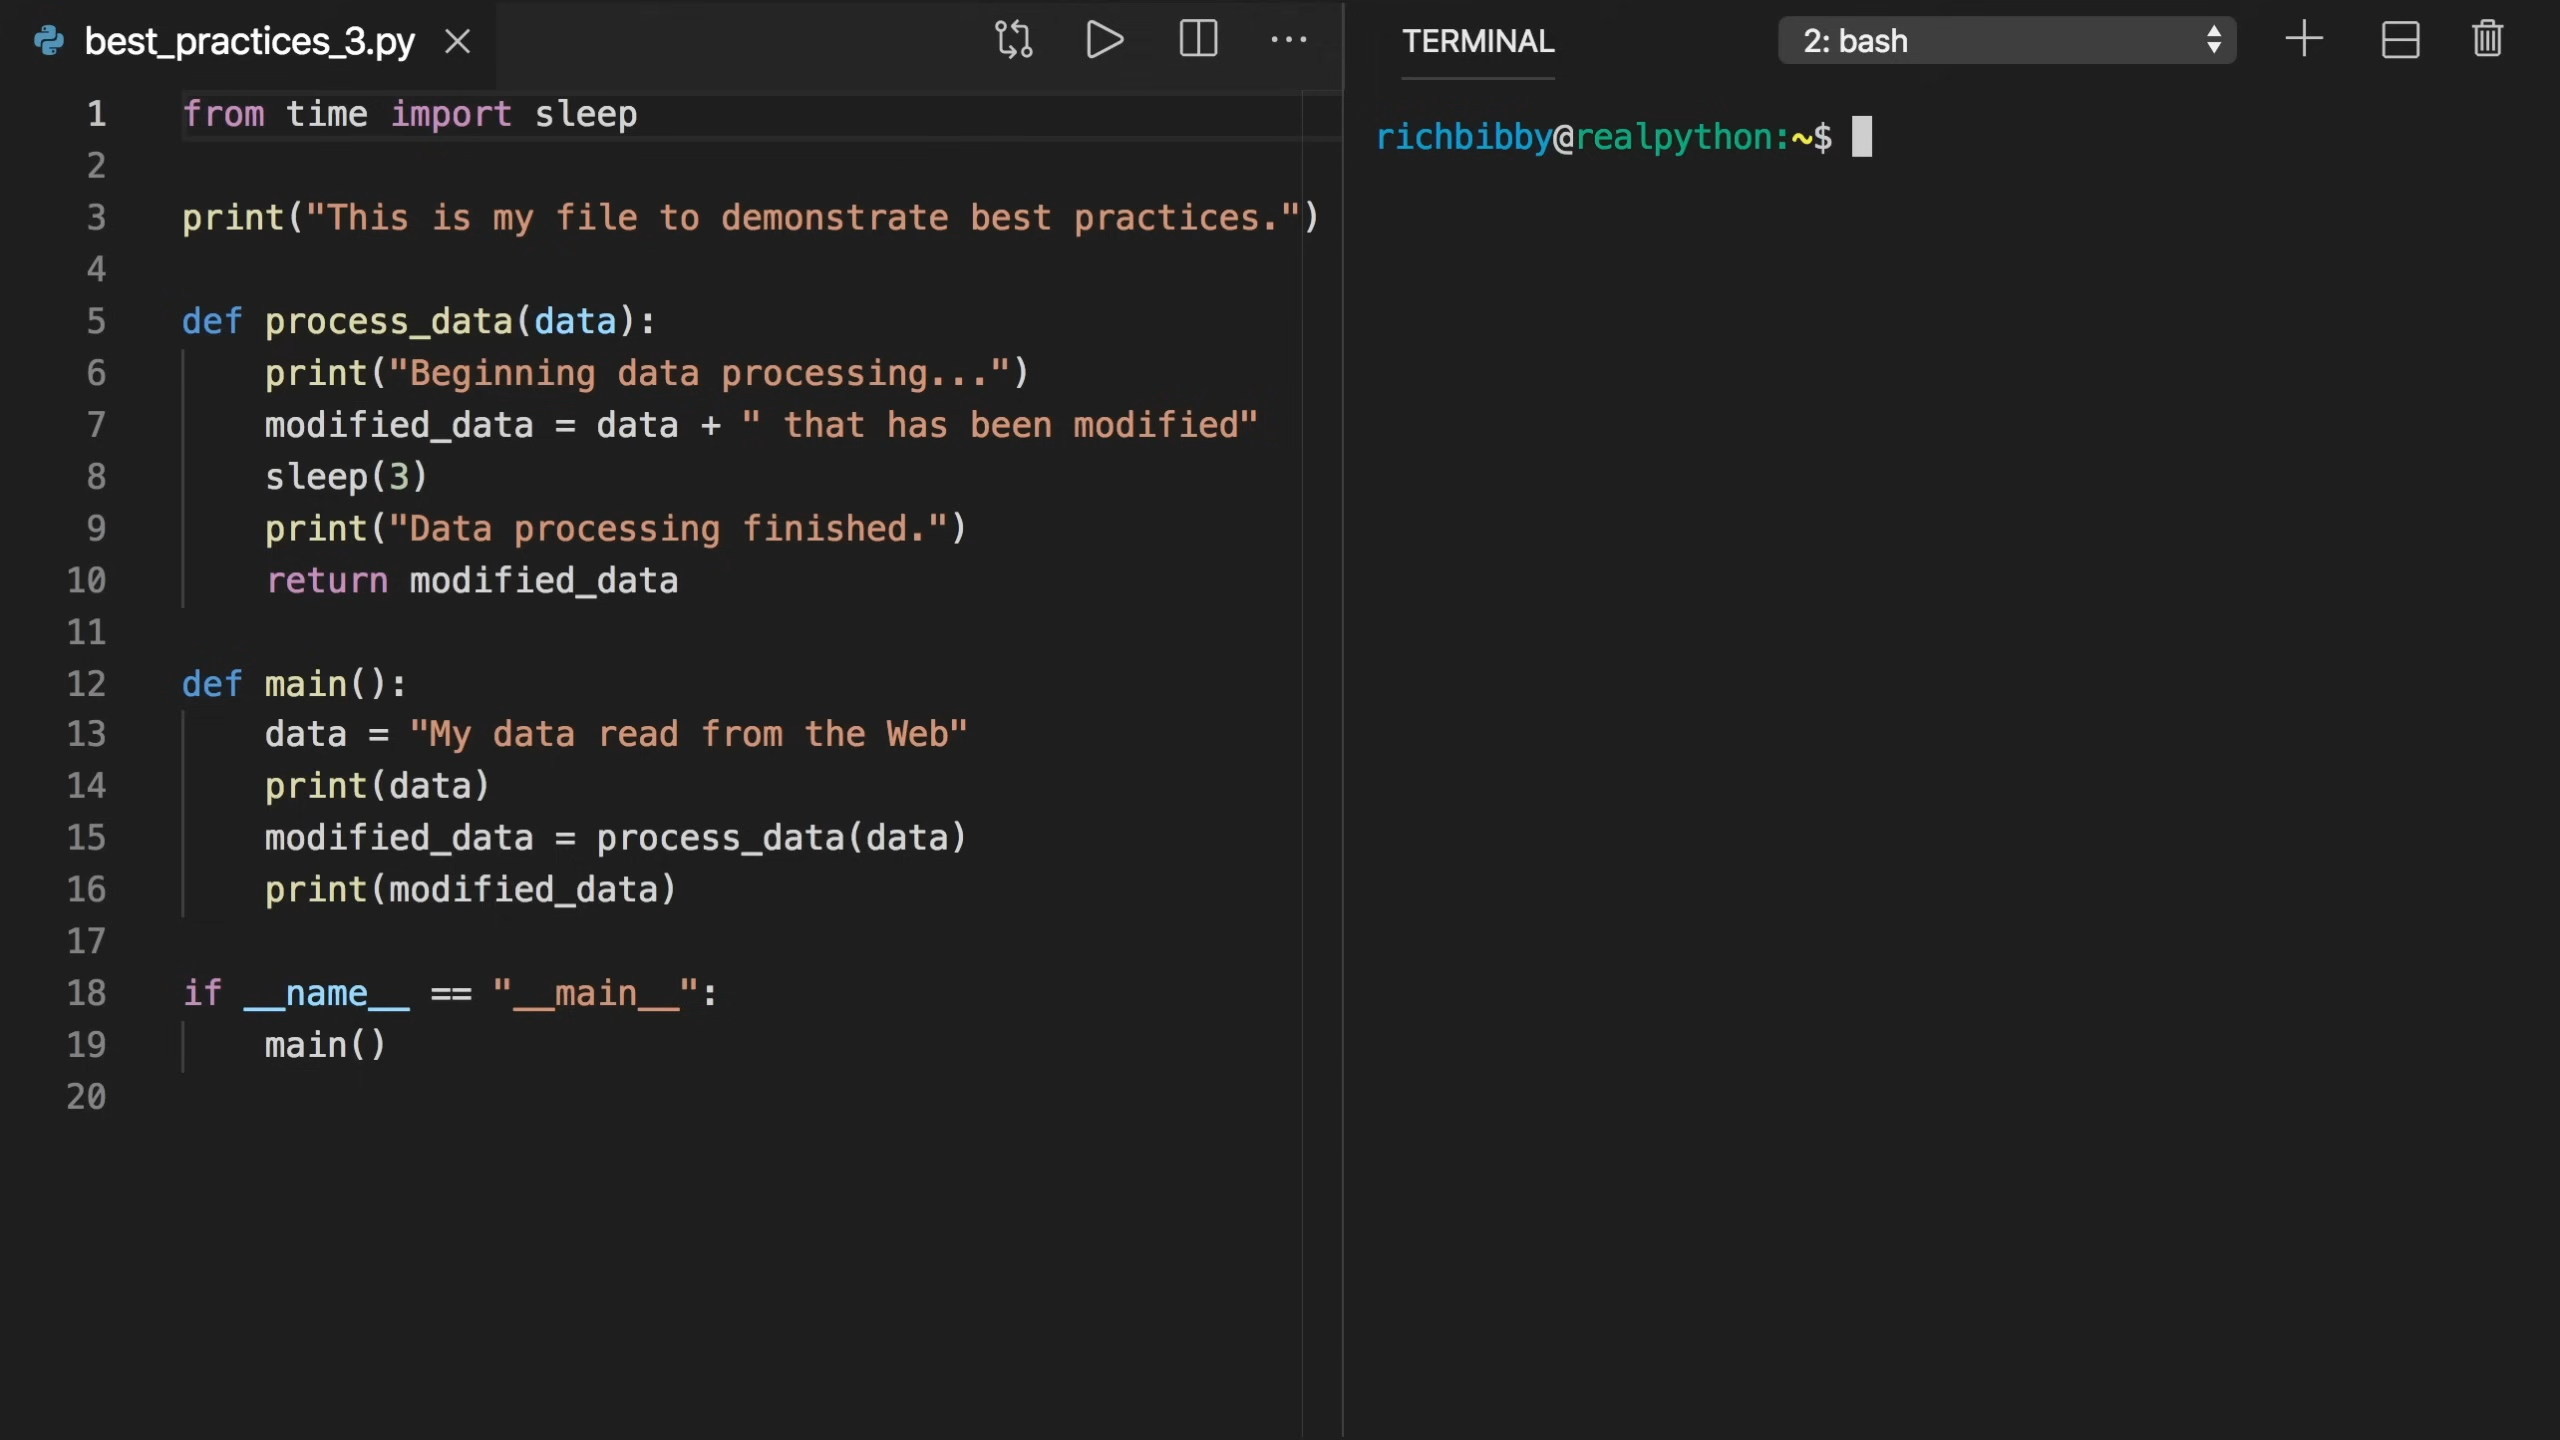 best_practices_3.py
TERMINAL
2: bash
1 from time import sleep
2
3 print("This is my file to demonstrate best practices.")
4
5 def process_data(data):
6     print("Beginning data processing...")
7     modified_data = data + " that has been modified"
8     sleep(3)
9     print("Data processing finished.")
10     return modified_data
11
12 def main():
13     data = "My data read from the Web"
14     print(data)
15     modified_data = process_data(data)
16     print(modified_data)
17
18 if __name__ == "__main__":
19     main()
20
richbibby@realpython:~$